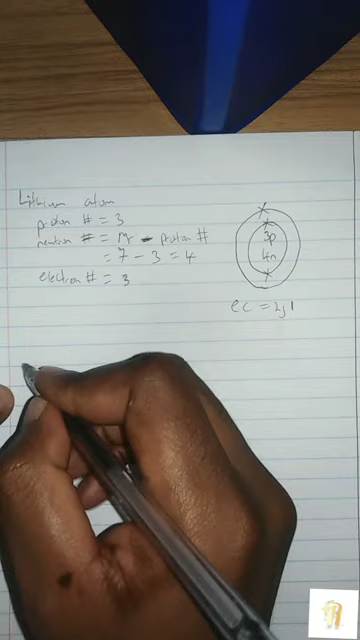 Lithium atom
proton # = 3
neutron # = Mr - proton #
= 7 - 3 = 4
electron # = 3
3p
4n
ec = 2,1